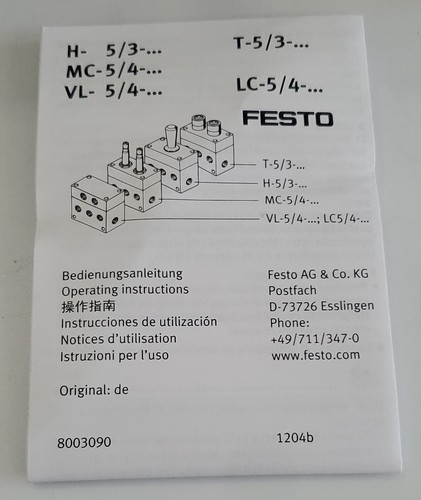 H- 5/3-...
MC- 5/4-...
VL- 5/4-...
T-5/3-...
LC-5/4-...
FESTO
T-5/3-...
H-5/3-...
MC-5/4-...
VL-5/4-...; LC5/4-...
Bedienungsanleitung
Operating instructions
操作指南
Instrucciones de utilización
Notices d'utilisation
Istruzioni per l'uso
Festo AG & Co. KG
Postfach
D-73726 Esslingen
Phone:
+49/711/347-0
www.festo.com
Original: de
8003090
1204b